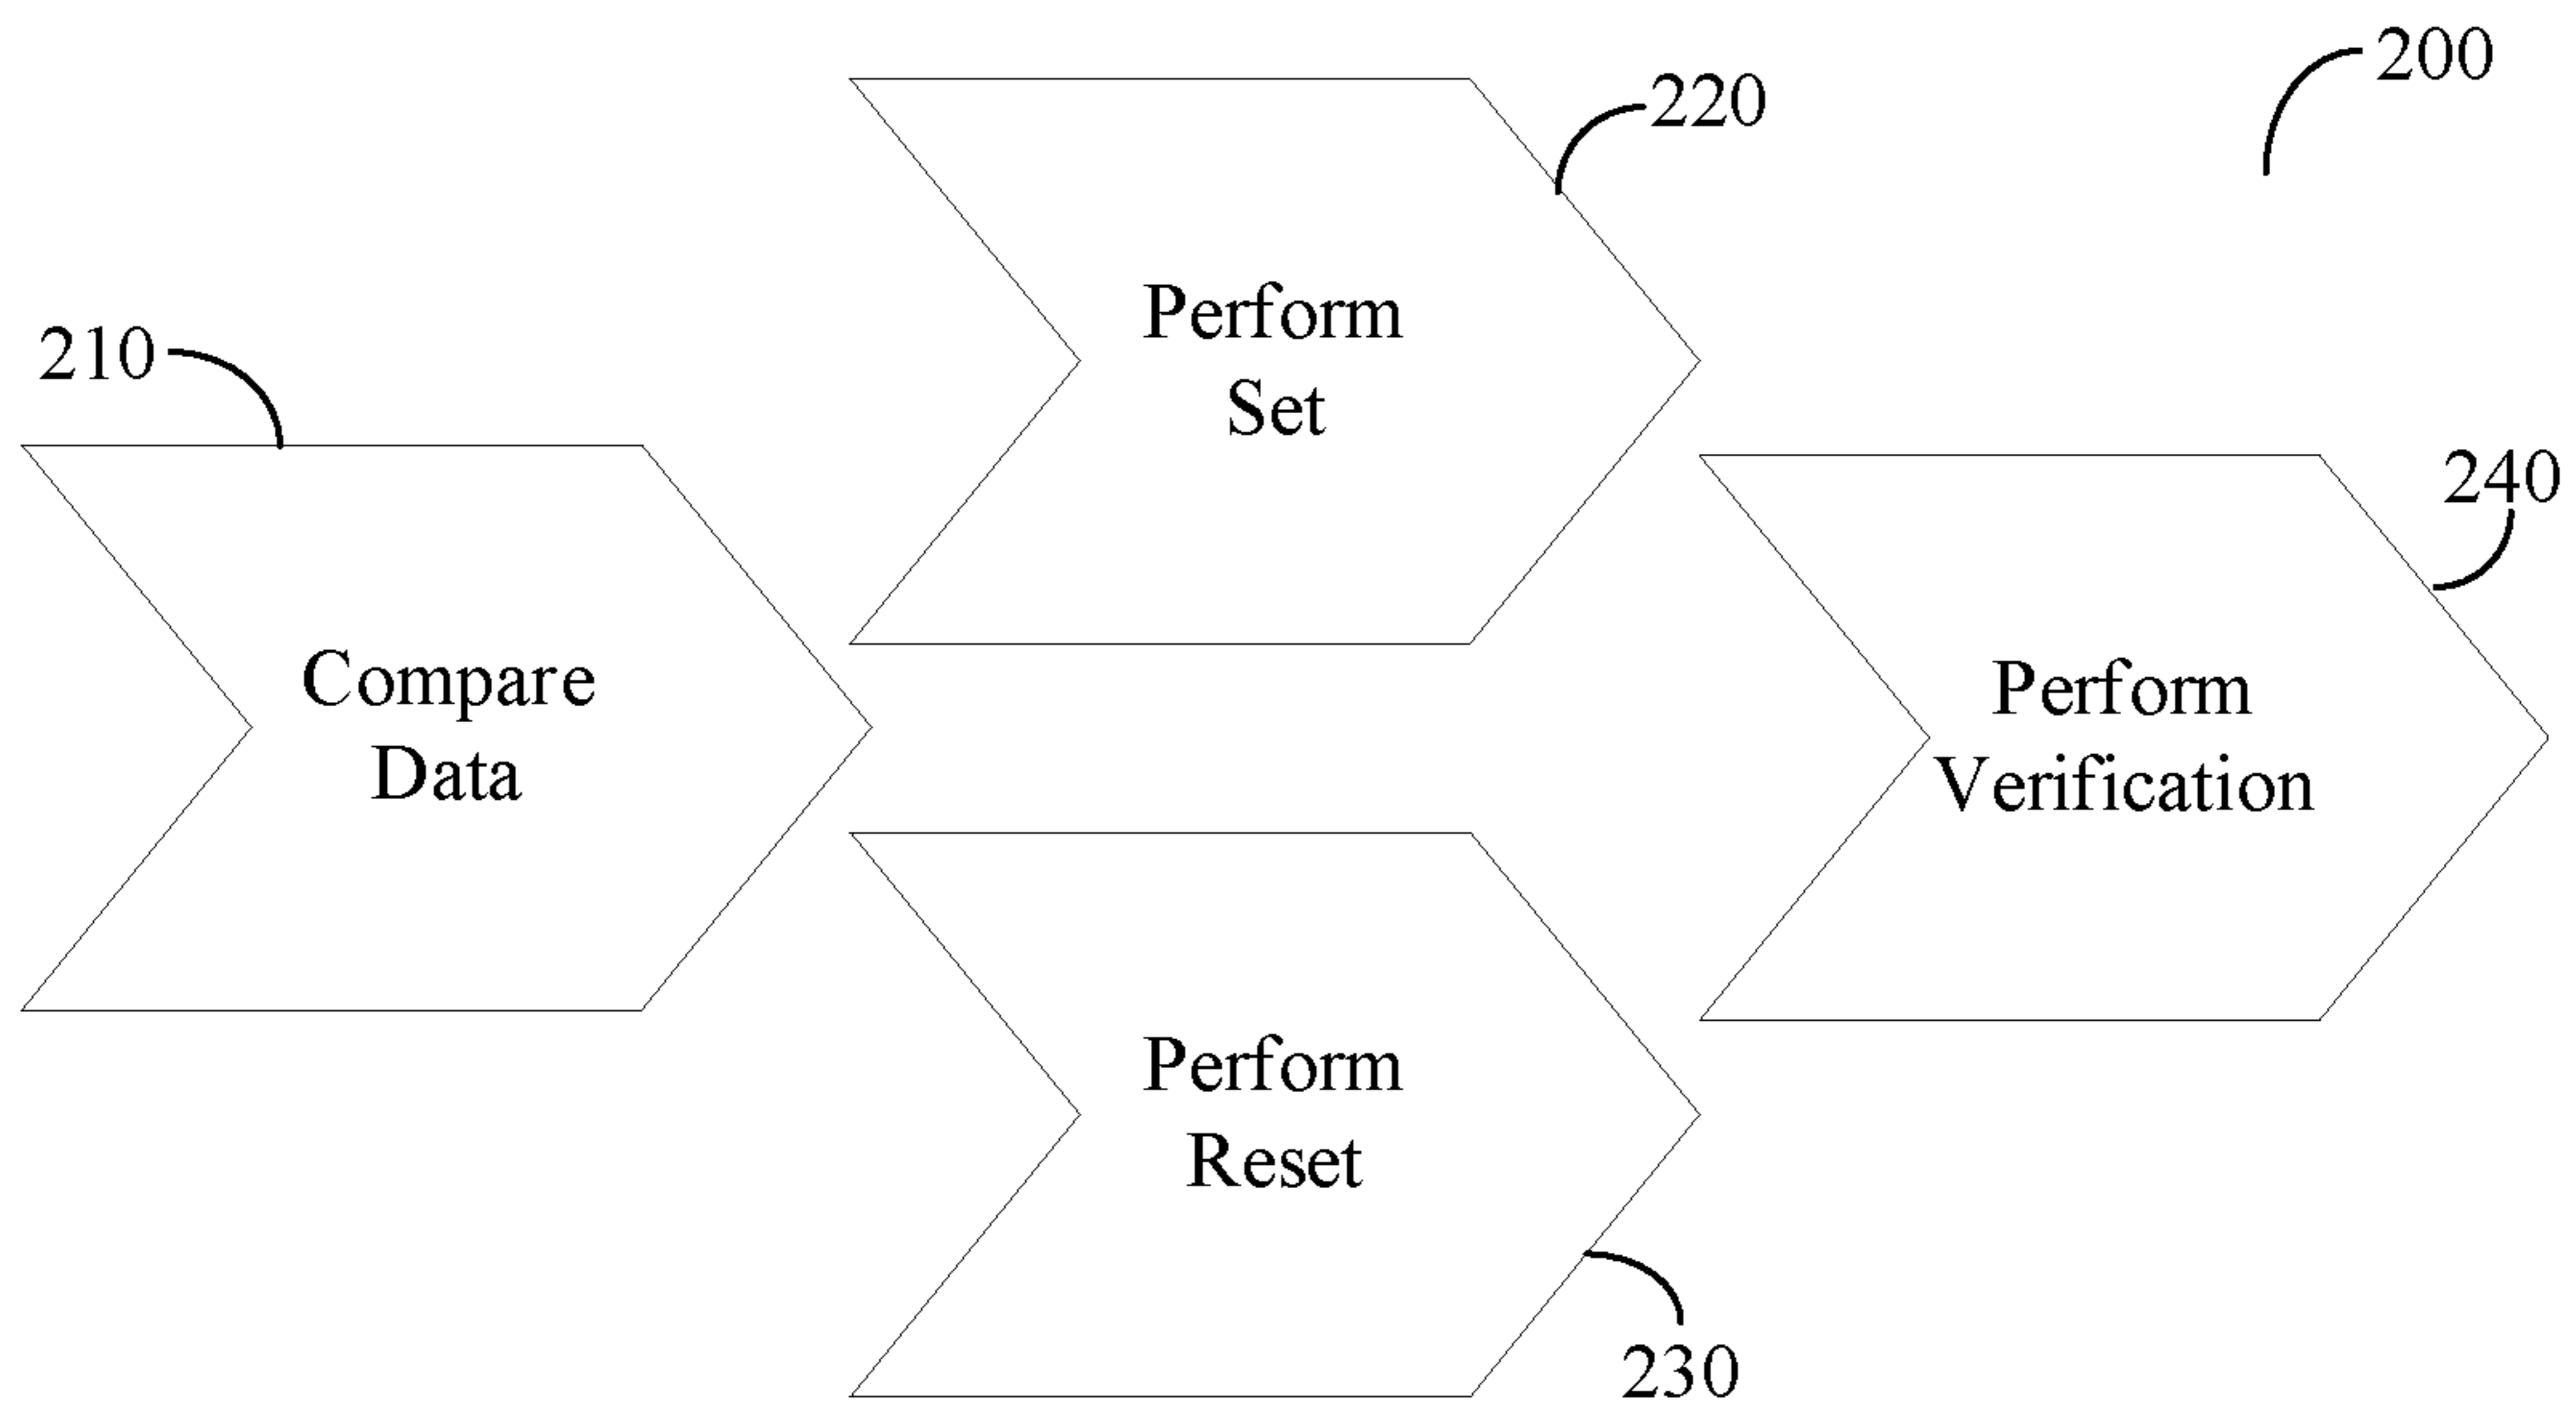 200
220
Perform
Set
210
Compare
Data
240
Perform
Verification
Perform
Reset
230